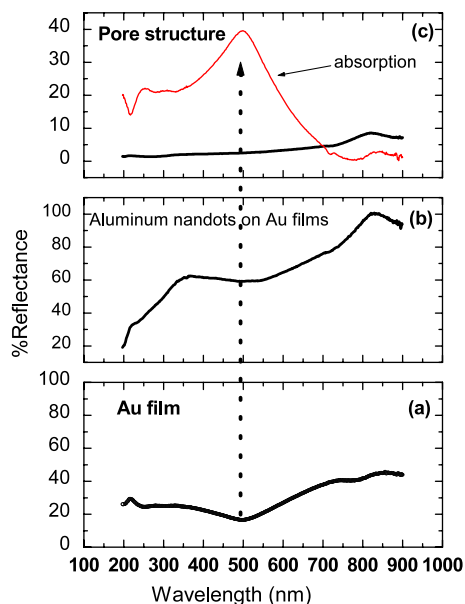 Pore structure (c)
absorption
40
30
20
10
0
Aluminum nandots on Au films (b)
100
80
60
40
20
%Reflectance
Au film (a)
100
80
60
40
20
0
100 200 300 400 500 600 700 800 900 1000
Wavelength (nm)